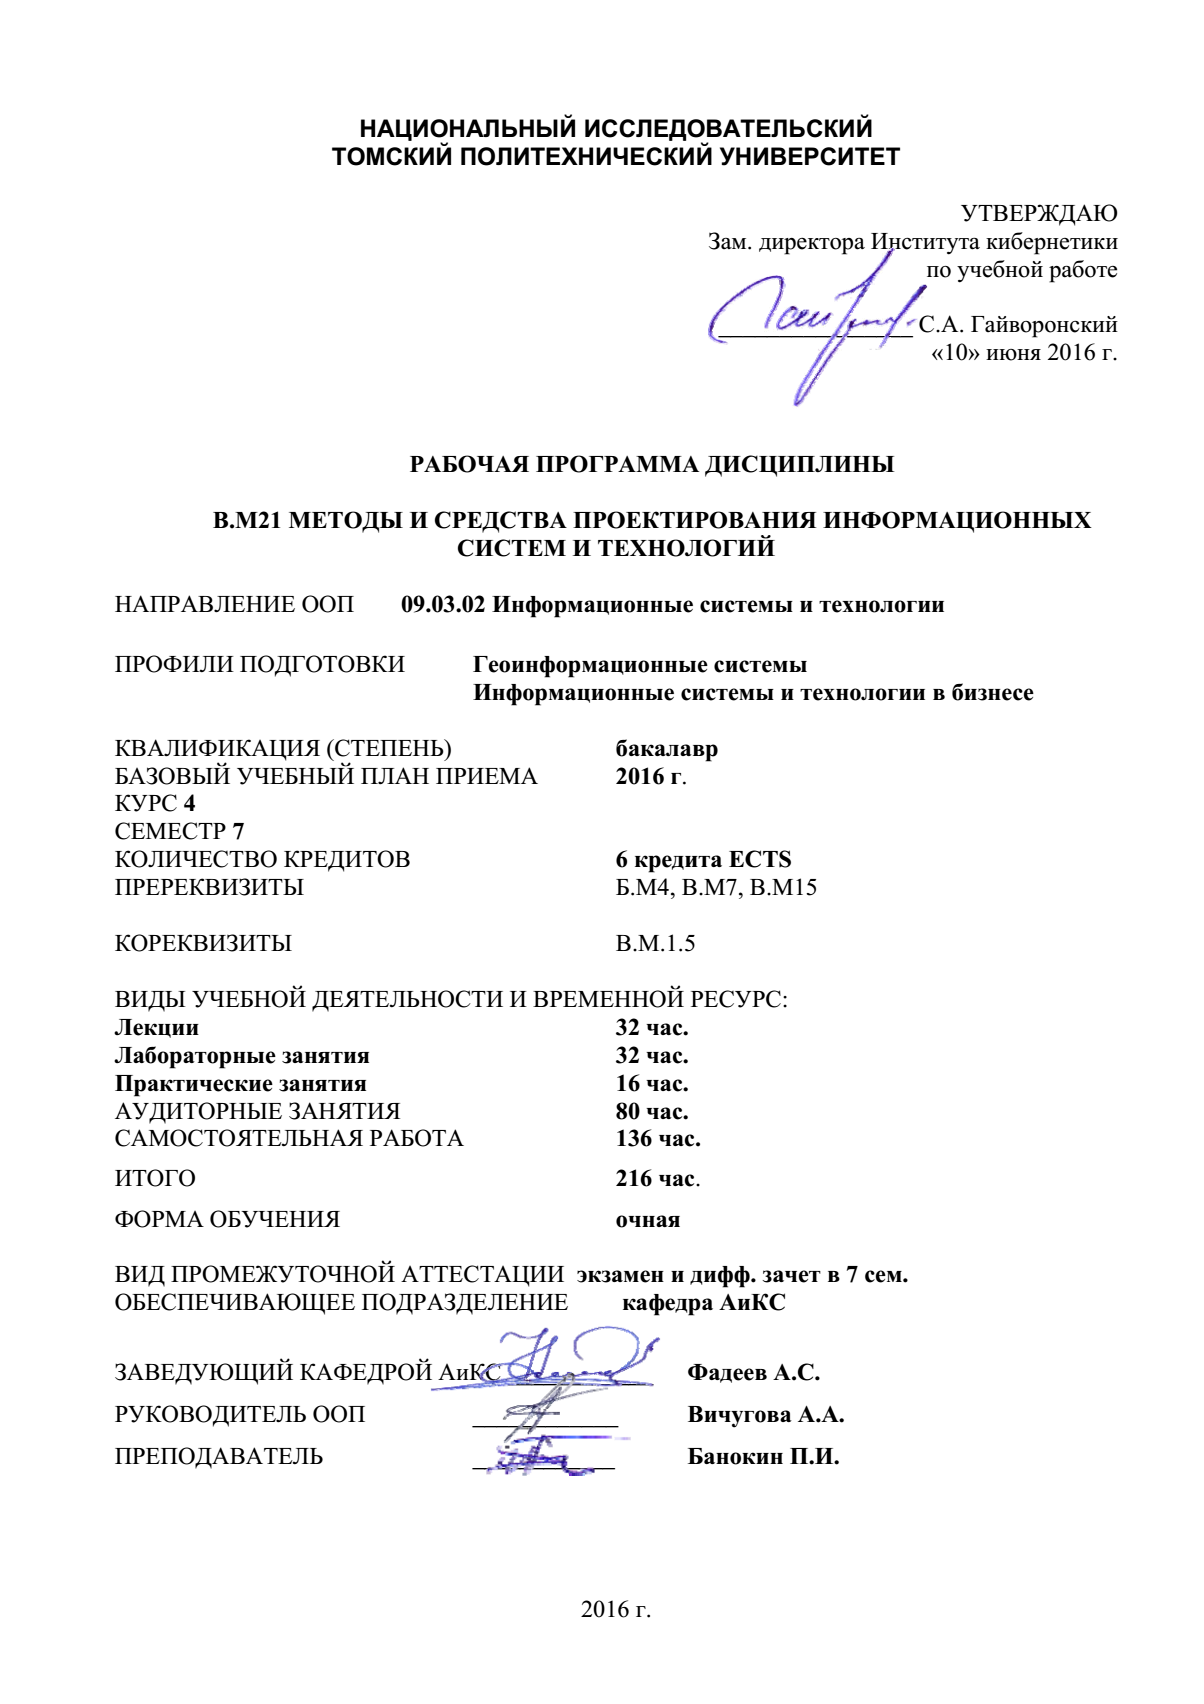 НАЦИОНАЛЬНЫЙ ИССЛЕДОВАТЕЛЬСКИЙ
ТОМСКИЙ ПОЛИТЕХНИЧЕСКИЙ УНИВЕРСИТЕТ
УТВЕРЖДАЮ
Зам. директора Института кибернетики
по учебной работе
________________ С.А. Гайворонский
«10» июня 2016 г.
РАБОЧАЯ ПРОГРАММА ДИСЦИПЛИНЫ
В.М21 МЕТОДЫ И СРЕДСТВА ПРОЕКТИРОВАНИЯ ИНФОРМАЦИОННЫХ
СИСТЕМ И ТЕХНОЛОГИЙ
НАПРАВЛЕНИЕ ООП 09.03.02 Информационные системы и технологии
ПРОФИЛИ ПОДГОТОВКИ Геоинформационные системы
Информационные системы и технологии в бизнесе
КВАЛИФИКАЦИЯ (СТЕПЕНЬ) бакалавр
БАЗОВЫЙ УЧЕБНЫЙ ПЛАН ПРИЕМА 2016 г.
КУРС 4
СЕМЕСТР 7
КОЛИЧЕСТВО КРЕДИТОВ 6 кредита ECTS
ПРЕРЕКВИЗИТЫ Б.М4, В.М7, В.М15
КОРЕКВИЗИТЫ В.М.1.5
ВИДЫ УЧЕБНОЙ ДЕЯТЕЛЬНОСТИ И ВРЕМЕННОЙ РЕСУРС:
Лекции 32 час.
Лабораторные занятия 32 час.
Практические занятия 16 час.
АУДИТОРНЫЕ ЗАНЯТИЯ 80 час.
САМОСТОЯТЕЛЬНАЯ РАБОТА 136 час.
ИТОГО 216 час.
ФОРМА ОБУЧЕНИЯ очная
ВИД ПРОМЕЖУТОЧНОЙ АТТЕСТАЦИИ экзамен и дифф. зачет в 7 сем.
ОБЕСПЕЧИВАЮЩЕЕ ПОДРАЗДЕЛЕНИЕ кафедра АиКС
ЗАВЕДУЮЩИЙ КАФЕДРОЙ АиКС ____________ Фадеев А.С.
РУКОВОДИТЕЛЬ ООП ____________ Вичугова А.А.
ПРЕПОДАВАТЕЛЬ ____________ Банокин П.И.
2016 г.